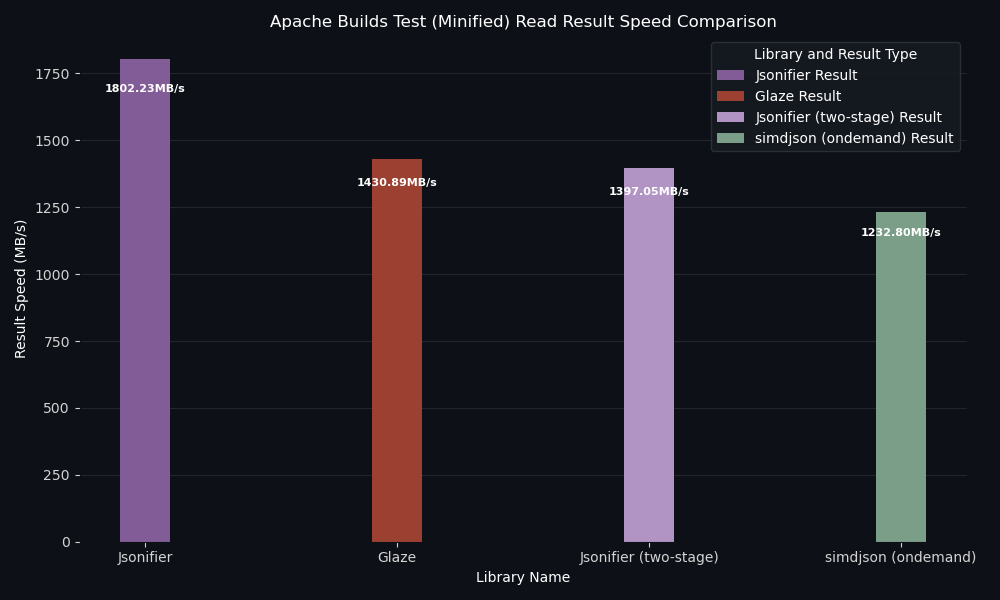 Apache Builds Test (Minified) Read Result Speed Comparison
Library and Result Type
Jsonifier Result
Glaze Result
Jsonifier (two-stage) Result
simdjson (ondemand) Result
1802.23MB/s
1430.89MB/s
1397.05MB/s
1232.80MB/s
Result Speed (MB/s)
1750
1500
1250
1000
750
500
250
0
Jsonifier
Glaze
Jsonifier (two-stage)
simdjson (ondemand)
Library Name